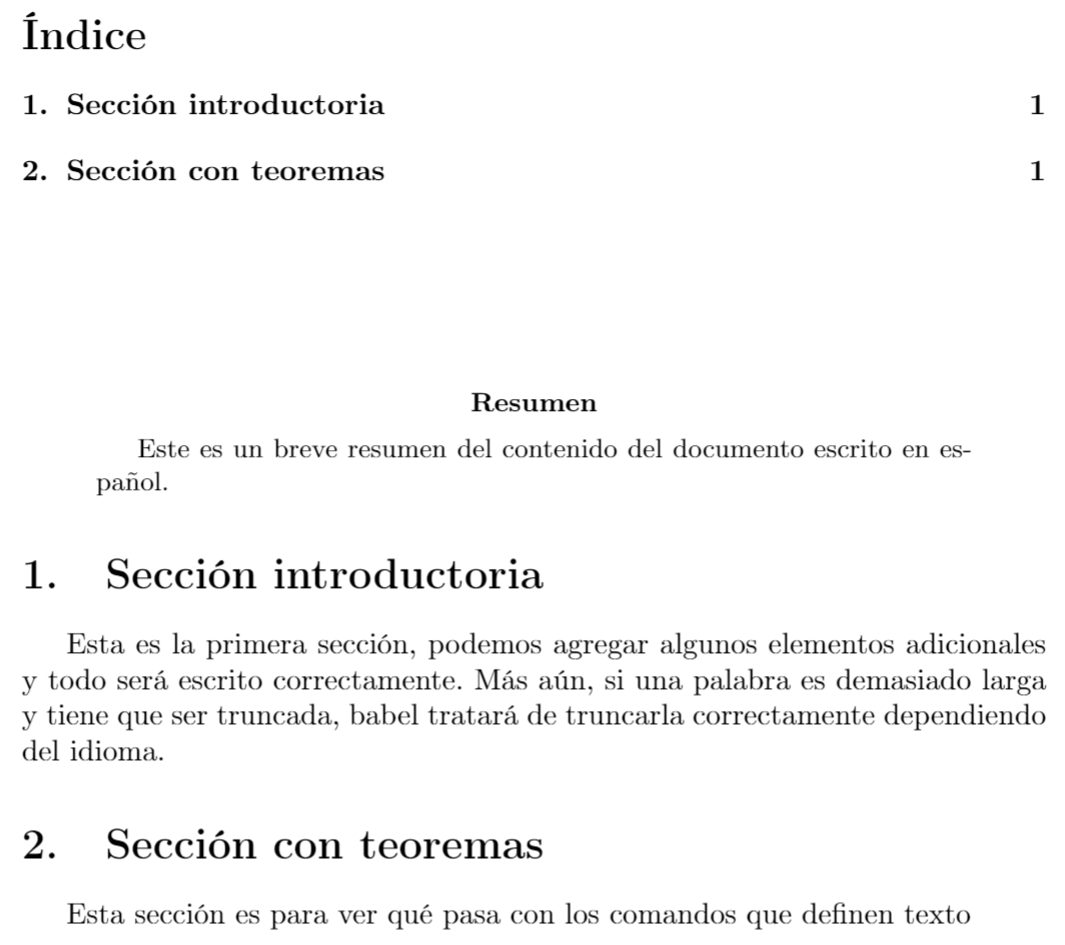 Índice
1. Sección introductoria 1
2. Sección con teoremas 1
Resumen
Este es un breve resumen del contenido del documento escrito en es-
pañol.
1. Sección introductoria
Esta es la primera sección, podemos agregar algunos elementos adicionales
y todo será escrito correctamente. Más aún, si una palabra es demasiado larga
y tiene que ser truncada, babel tratará de truncarla correctamente dependiendo
del idioma.
2. Sección con teoremas
Esta sección es para ver qué pasa con los comandos que definen texto